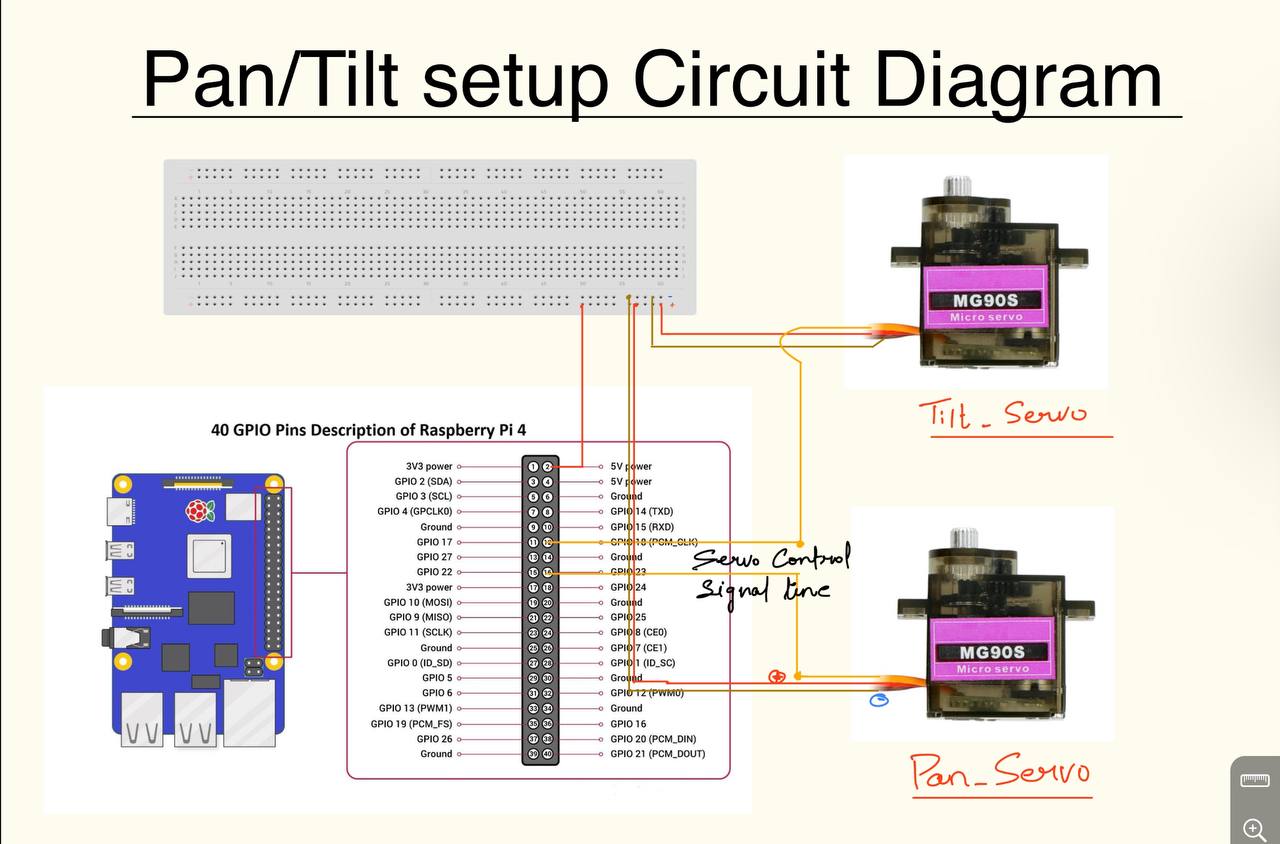 Pan/Tilt setup Circuit Diagram
MG90S
Micro servo
Tilt_Servo
40 GPIO Pins Description of Raspberry Pi 4
3V3 power 1 2 5V power
GPIO 2 (SDA) 3 4 5V power
GPIO 3 (SCL) 5 6 Ground
GPIO 4 (GPCLK0) 7 8 GPIO 14 (TXD)
Ground 9 10 GPIO 15 (RXD)
GPIO 17 11 12 GPIO 18 (PCM_CLK)
GPIO 27 13 14 Ground
GPIO 22 15 16 GPIO 23
3V3 power 17 18 GPIO 24
GPIO 10 (MOSI) 19 20 Ground
GPIO 9 (MISO) 21 22 GPIO 25
GPIO 11 (SCLK) 23 24 GPIO 8 (CE0)
Ground 25 26 GPIO 7 (CE1)
GPIO 0 (ID_SD) 27 28 GPIO 1 (ID_SC)
GPIO 5 29 30 Ground
GPIO 6 31 32 GPIO 12 (PWM0)
GPIO 13 (PWM1) 33 34 Ground
GPIO 19 (PCM_FS) 35 36 GPIO 16
GPIO 26 37 38 GPIO 20 (PCM_DIN)
Ground 39 40 GPIO 21 (PCM_DOUT)
Servo Control
Signal line
MG90S
Micro servo
Pan_Servo